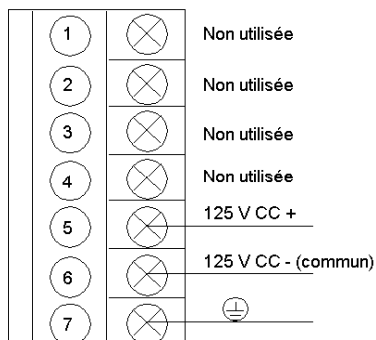 1 Non utilisée
2 Non utilisée
3 Non utilisée
4 Non utilisée
5 125 V CC +
6 125 V CC - (commun)
7